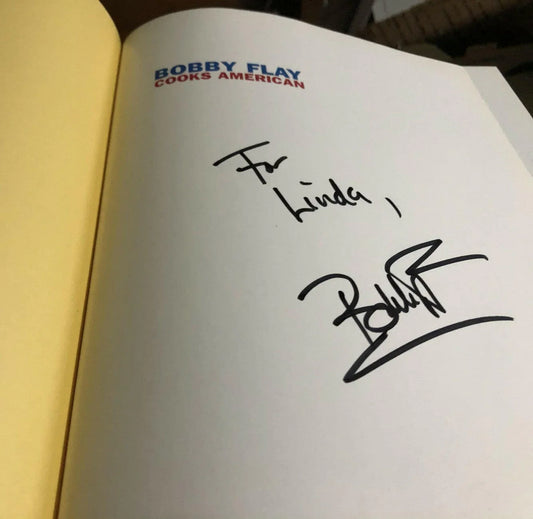 BOBBY FLAY
COOKS AMERICAN
For
Linda,